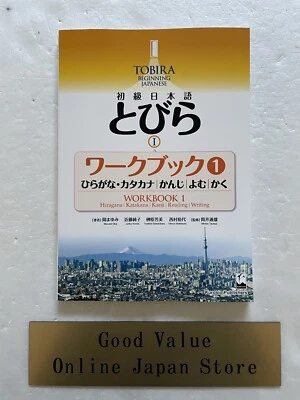 TOBIRA
BEGINNING
JAPANESE
初級日本語
とびら
1
ワークブック1
ひらがな・カタカナ|かんじ|よむ|かく
WORKBOOK 1
Hiragana | Katakana | Kanji | Reading | Writing
Good Value
Online Japan Store